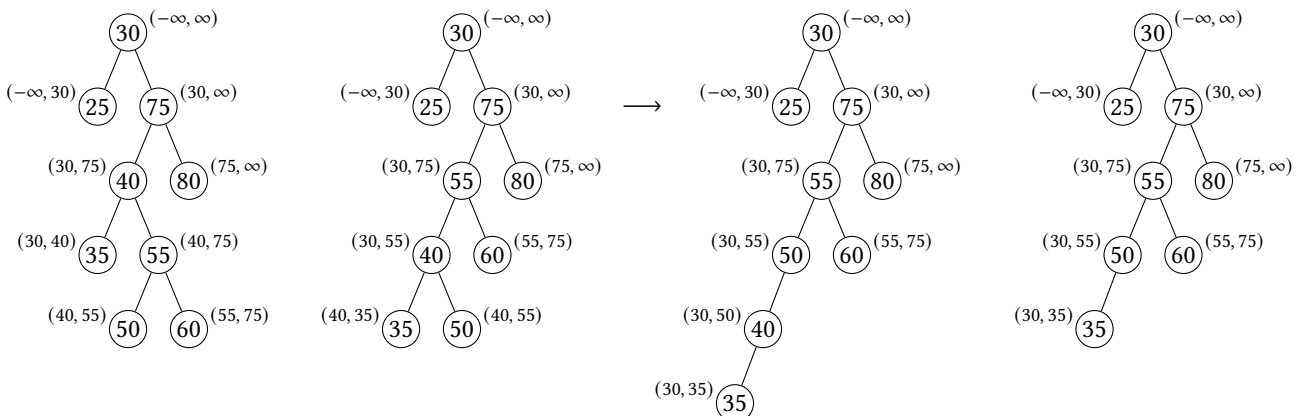 30 (−∞, ∞) 30 (−∞, ∞) 30 (−∞, ∞) 30 (−∞, ∞)
(−∞, 30) 25 75 (30, ∞) (−∞, 30) 25 75 (30, ∞) ⟶ (−∞, 30) 25 75 (30, ∞) (−∞, 30) 25 75 (30, ∞)
(30, 75) 40 80 (75, ∞) (30, 75) 55 80 (75, ∞) (30, 75) 55 80 (75, ∞) (30, 75) 55 80 (75, ∞)
(30, 40) 35 55 (40, 75) (30, 55) 40 60 (55, 75) (30, 55) 50 60 (55, 75) (30, 55) 50 60 (55, 75)
(40, 55) 50 60 (55, 75) (40, 35) 35 50 (40, 55) (30, 50) 40 (30, 35) 35
(30, 35) 35